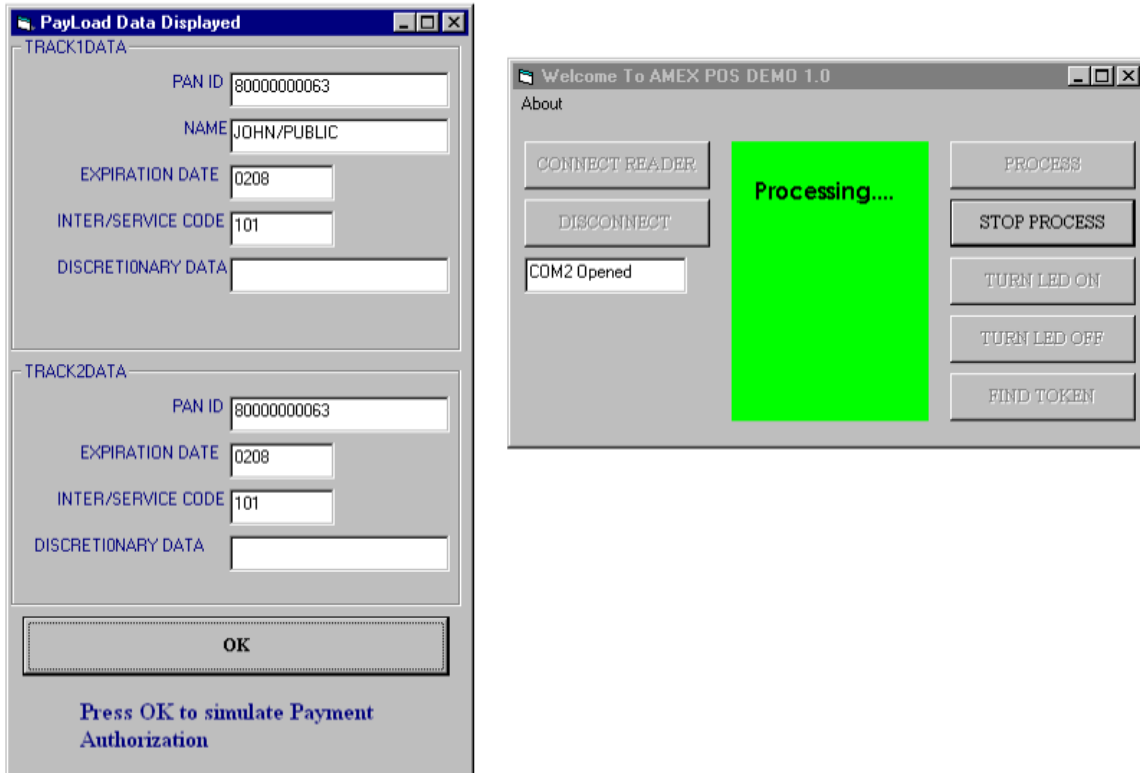 PayLoad Data Displayed
TRACK1DATA
PAN ID 80000000063
NAME JOHN/PUBLIC
EXPIRATION DATE 0208
INTER/SERVICE CODE 101
DISCRETIONARY DATA
TRACK2DATA
PAN ID 80000000063
EXPIRATION DATE 0208
INTER/SERVICE CODE 101
DISCRETIONARY DATA
OK
Press OK to simulate Payment
Authorization
Welcome To AMEX POS DEMO 1.0
About
CONNECT READER
DISCONNECT
COM2 Opened
Processing....
PROCESS
STOP PROCESS
TURN LED ON
TURN LED OFF
FIND TOKEN